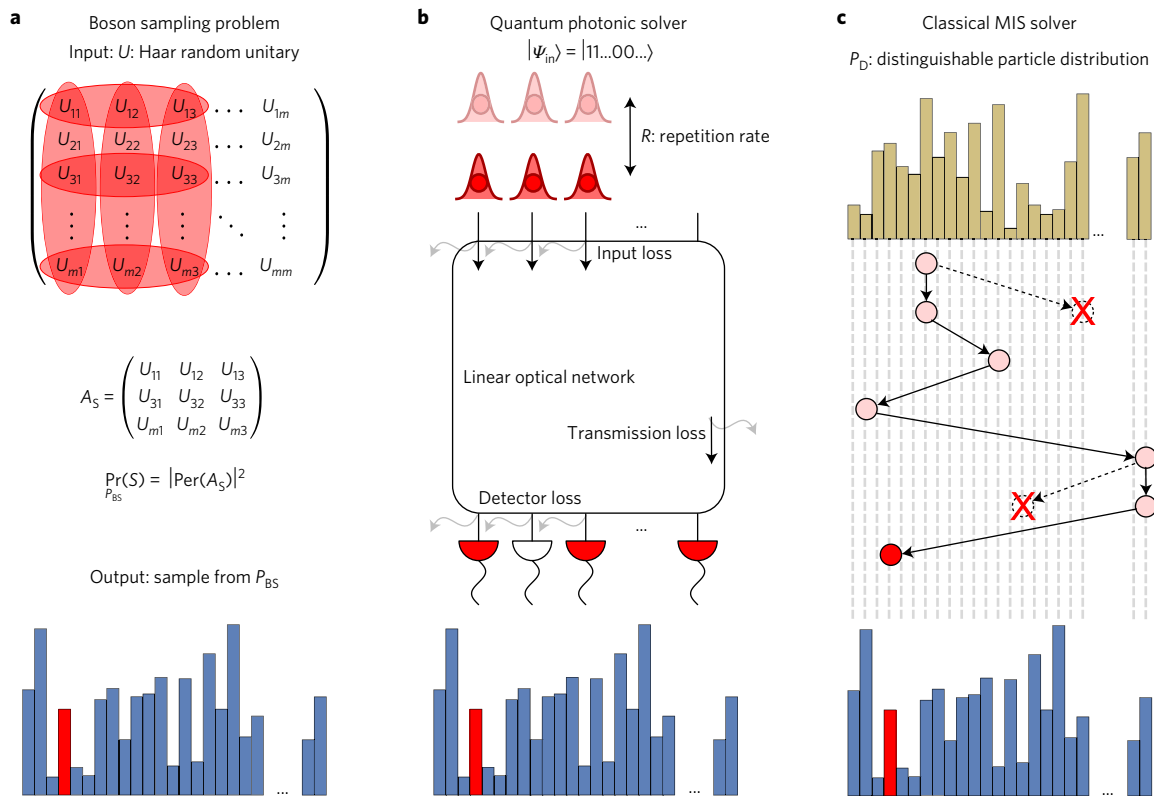 a
Boson sampling problem
Input: U: Haar random unitary
U11 U12 U13 ... U1m
U21 U22 U23 ... U2m
U31 U32 U33 ... U3m
⋮ ⋮ ⋮ ⋱ ⋮
Um1 Um2 Um3 ... Umm
AS = ( U11 U12 U13
U31 U32 U33
Um1 Um2 Um3 )
Pr(S) = |Per(AS)|²
PBS
Output: sample from PBS
...
b
Quantum photonic solver
|Ψin⟩ = |11...00...⟩
R: repetition rate
...
Input loss
Linear optical network
Transmission loss
Detector loss
...
...
c
Classical MIS solver
PD: distinguishable particle distribution
...
X
X
...